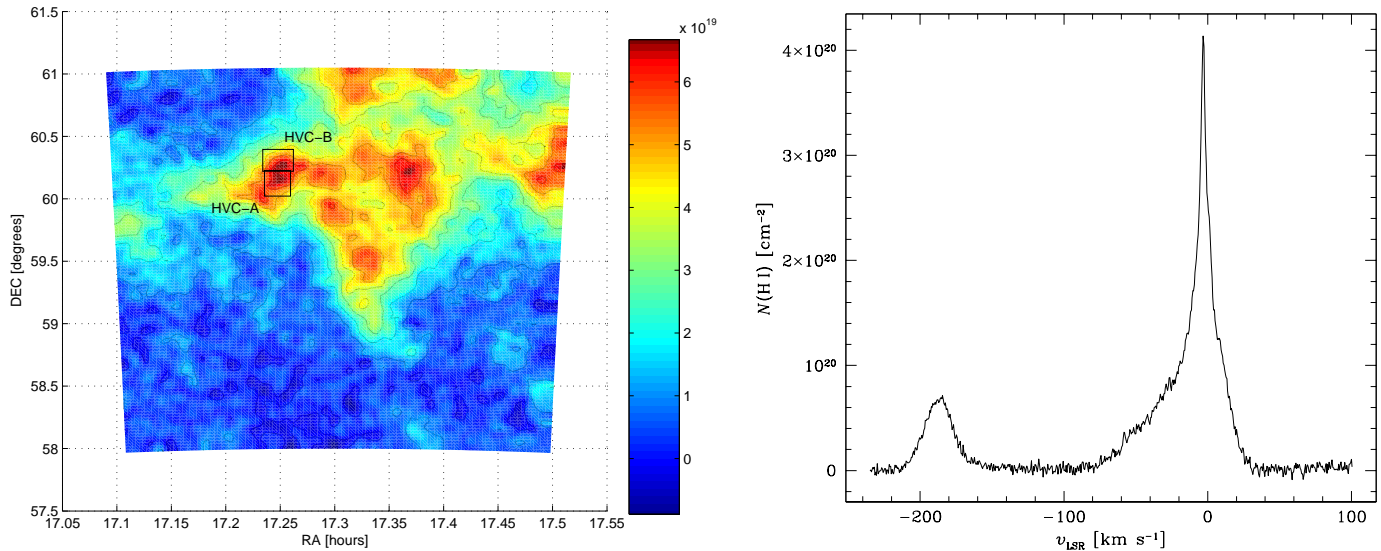 61.5
61
60.5
60
59.5
59
58.5
58
57.5
DEC [degrees]
HVC−B
HVC−A
17.05 17.1 17.15 17.2 17.25 17.3 17.35 17.4 17.45 17.5 17.55
RA [hours]
x 10¹⁹
6
5
4
3
2
1
0
4×10²⁰
3×10²⁰
2×10²⁰
10²⁰
0
N(H I) [cm⁻²]
−200 −100 0 100
v_LSR [km s⁻¹]